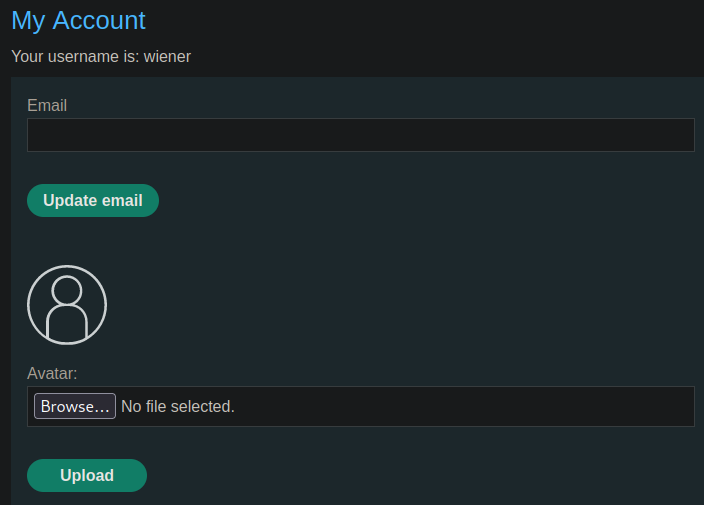 My Account
Your username is: wiener
Email
Update email
Avatar:
Browse... No file selected.
Upload